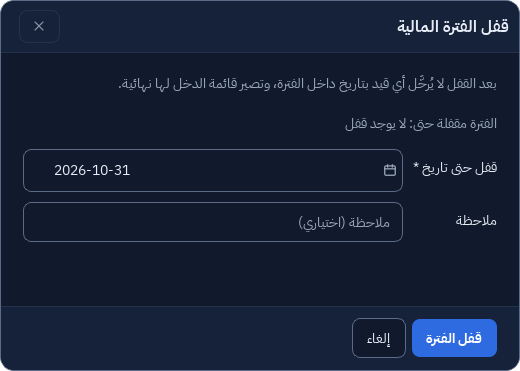 قفل الفترة المالية
بعد القفل لا يُرحَّل أي قيد بتاريخ داخل الفترة، وتصير قائمة الدخل لها نهائية.
الفترة مقفلة حتى: لا يوجد قفل
قفل حتى تاريخ *
2026-10-31
ملاحظة
ملاحظة (اختياري)
قفل الفترة
إلغاء